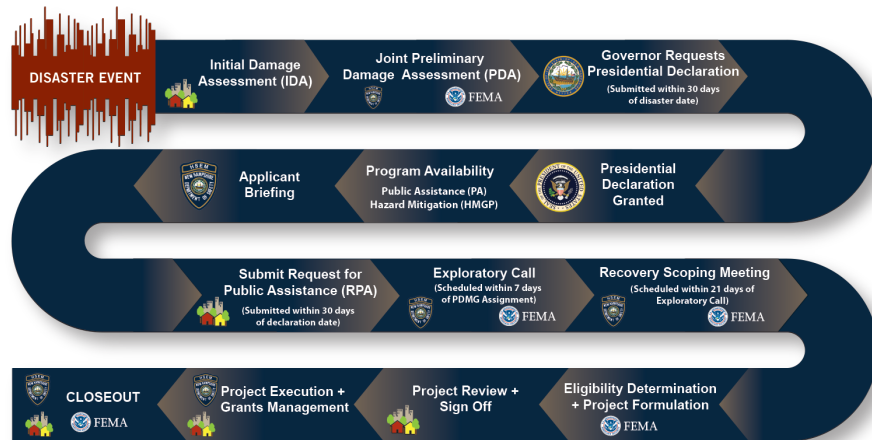 DISASTER EVENT
Initial Damage
Assessment (IDA)
Joint Preliminary
Damage Assessment (PDA)
FEMA
Governor Requests
Presidential Declaration
(Submitted within 30 days
of disaster date)
Presidential
Declaration
Granted
Program Availability
Public Assistance (PA)
Hazard Mitigation (HMGP)
HSEM
NEW HAMPSHIRE
Applicant
Briefing
Submit Request for
Public Assistance (RPA)
(Submitted within 30 days
of declaration date)
Exploratory Call
(Scheduled within 7 days
of PDMG Assignment)
FEMA
Recovery Scoping Meeting
(Scheduled within 21 days of
Exploratory Call)
FEMA
Eligibility Determination
+ Project Formulation
FEMA
Project Review +
Sign Off
Project Execution +
Grants Management
CLOSEOUT
FEMA